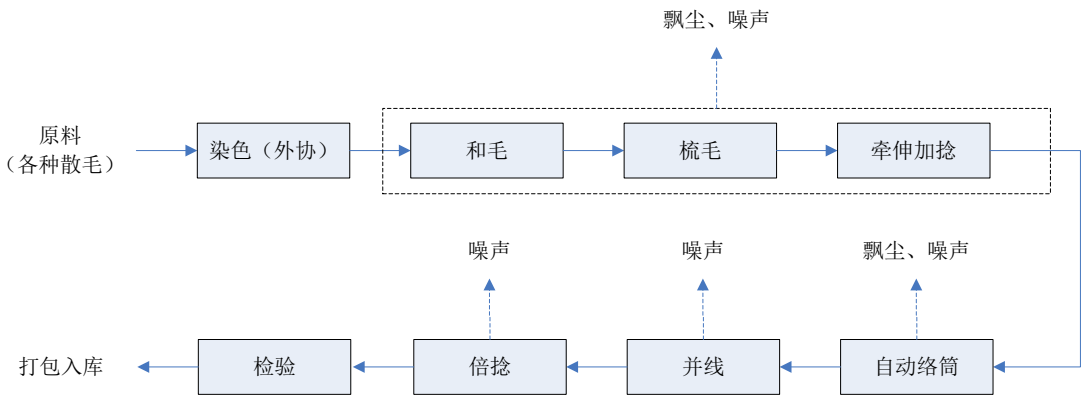 飘尘、噪声
原料
（各种散毛）
染色（外协）
和毛
梳毛
牵伸加捻
噪声
噪声
飘尘、噪声
打包入库
检验
倍捻
并线
自动络筒